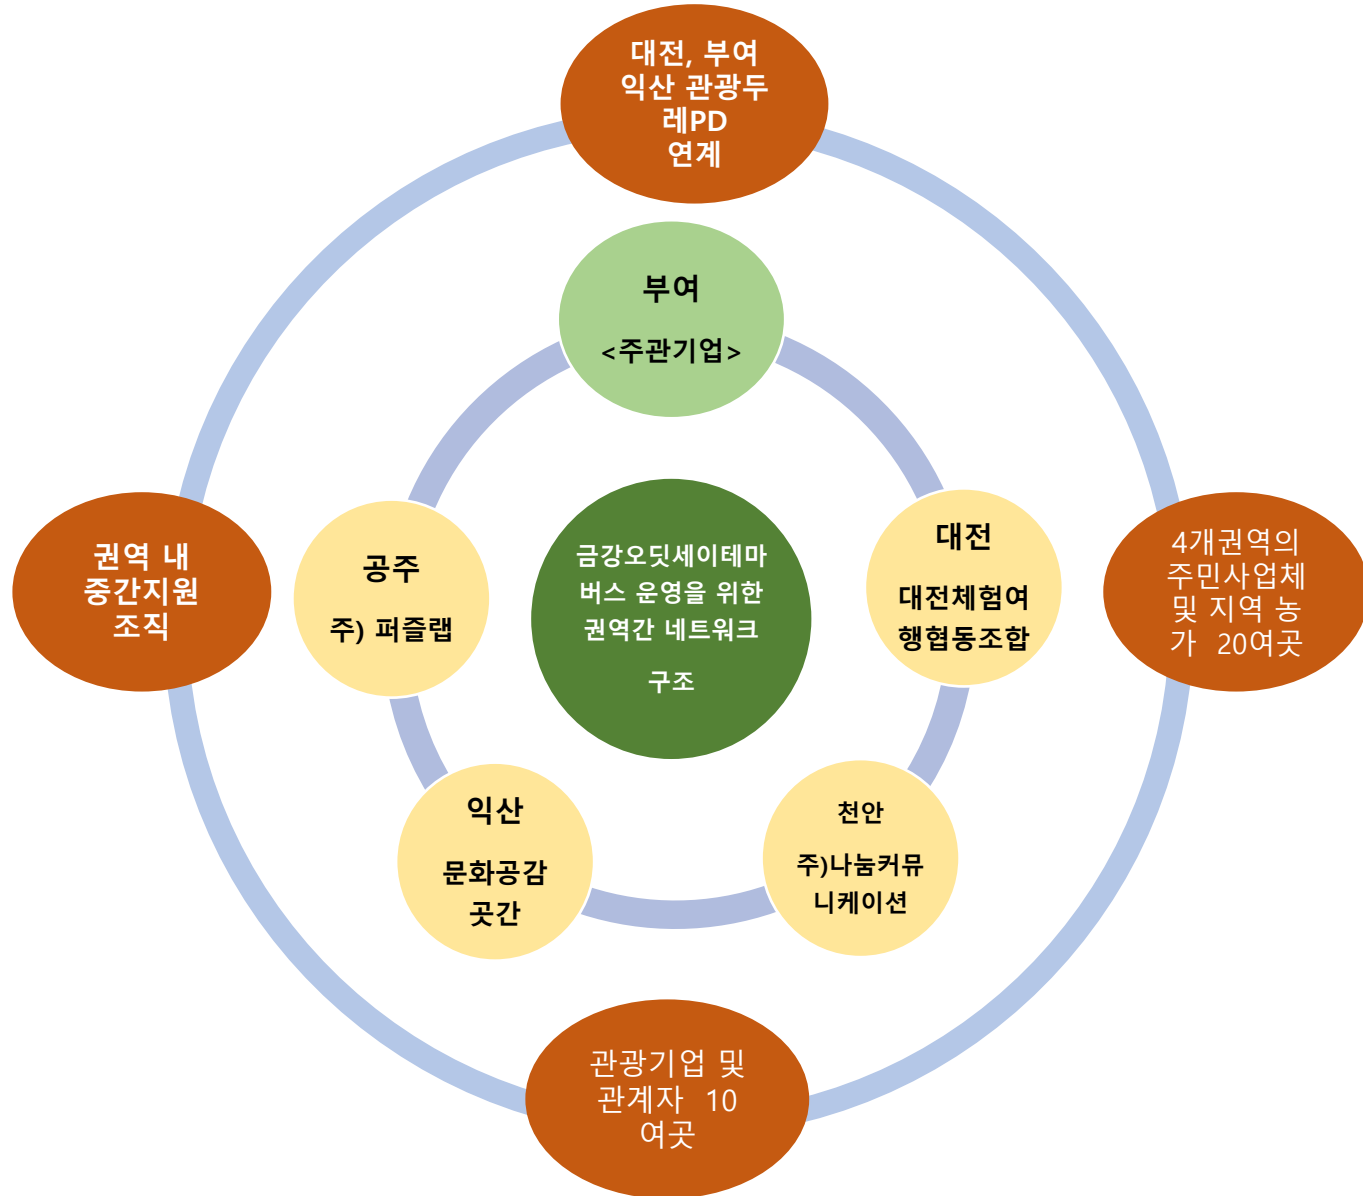 대전, 부여
익산 관광두
레PD
연계
부여
<주관기업>
권역 내
중간지원
조직
공주
주) 퍼즐랩
금강오딧세이테마
버스 운영을 위한
권역간 네트워크
구조
대전
대전체험여
행협동조합
4개권역의
주민사업체
및 지역 농
가 20여곳
익산
문화공감
곳간
천안
주)나눔커뮤
니케이션
관광기업 및
관계자 10
여곳